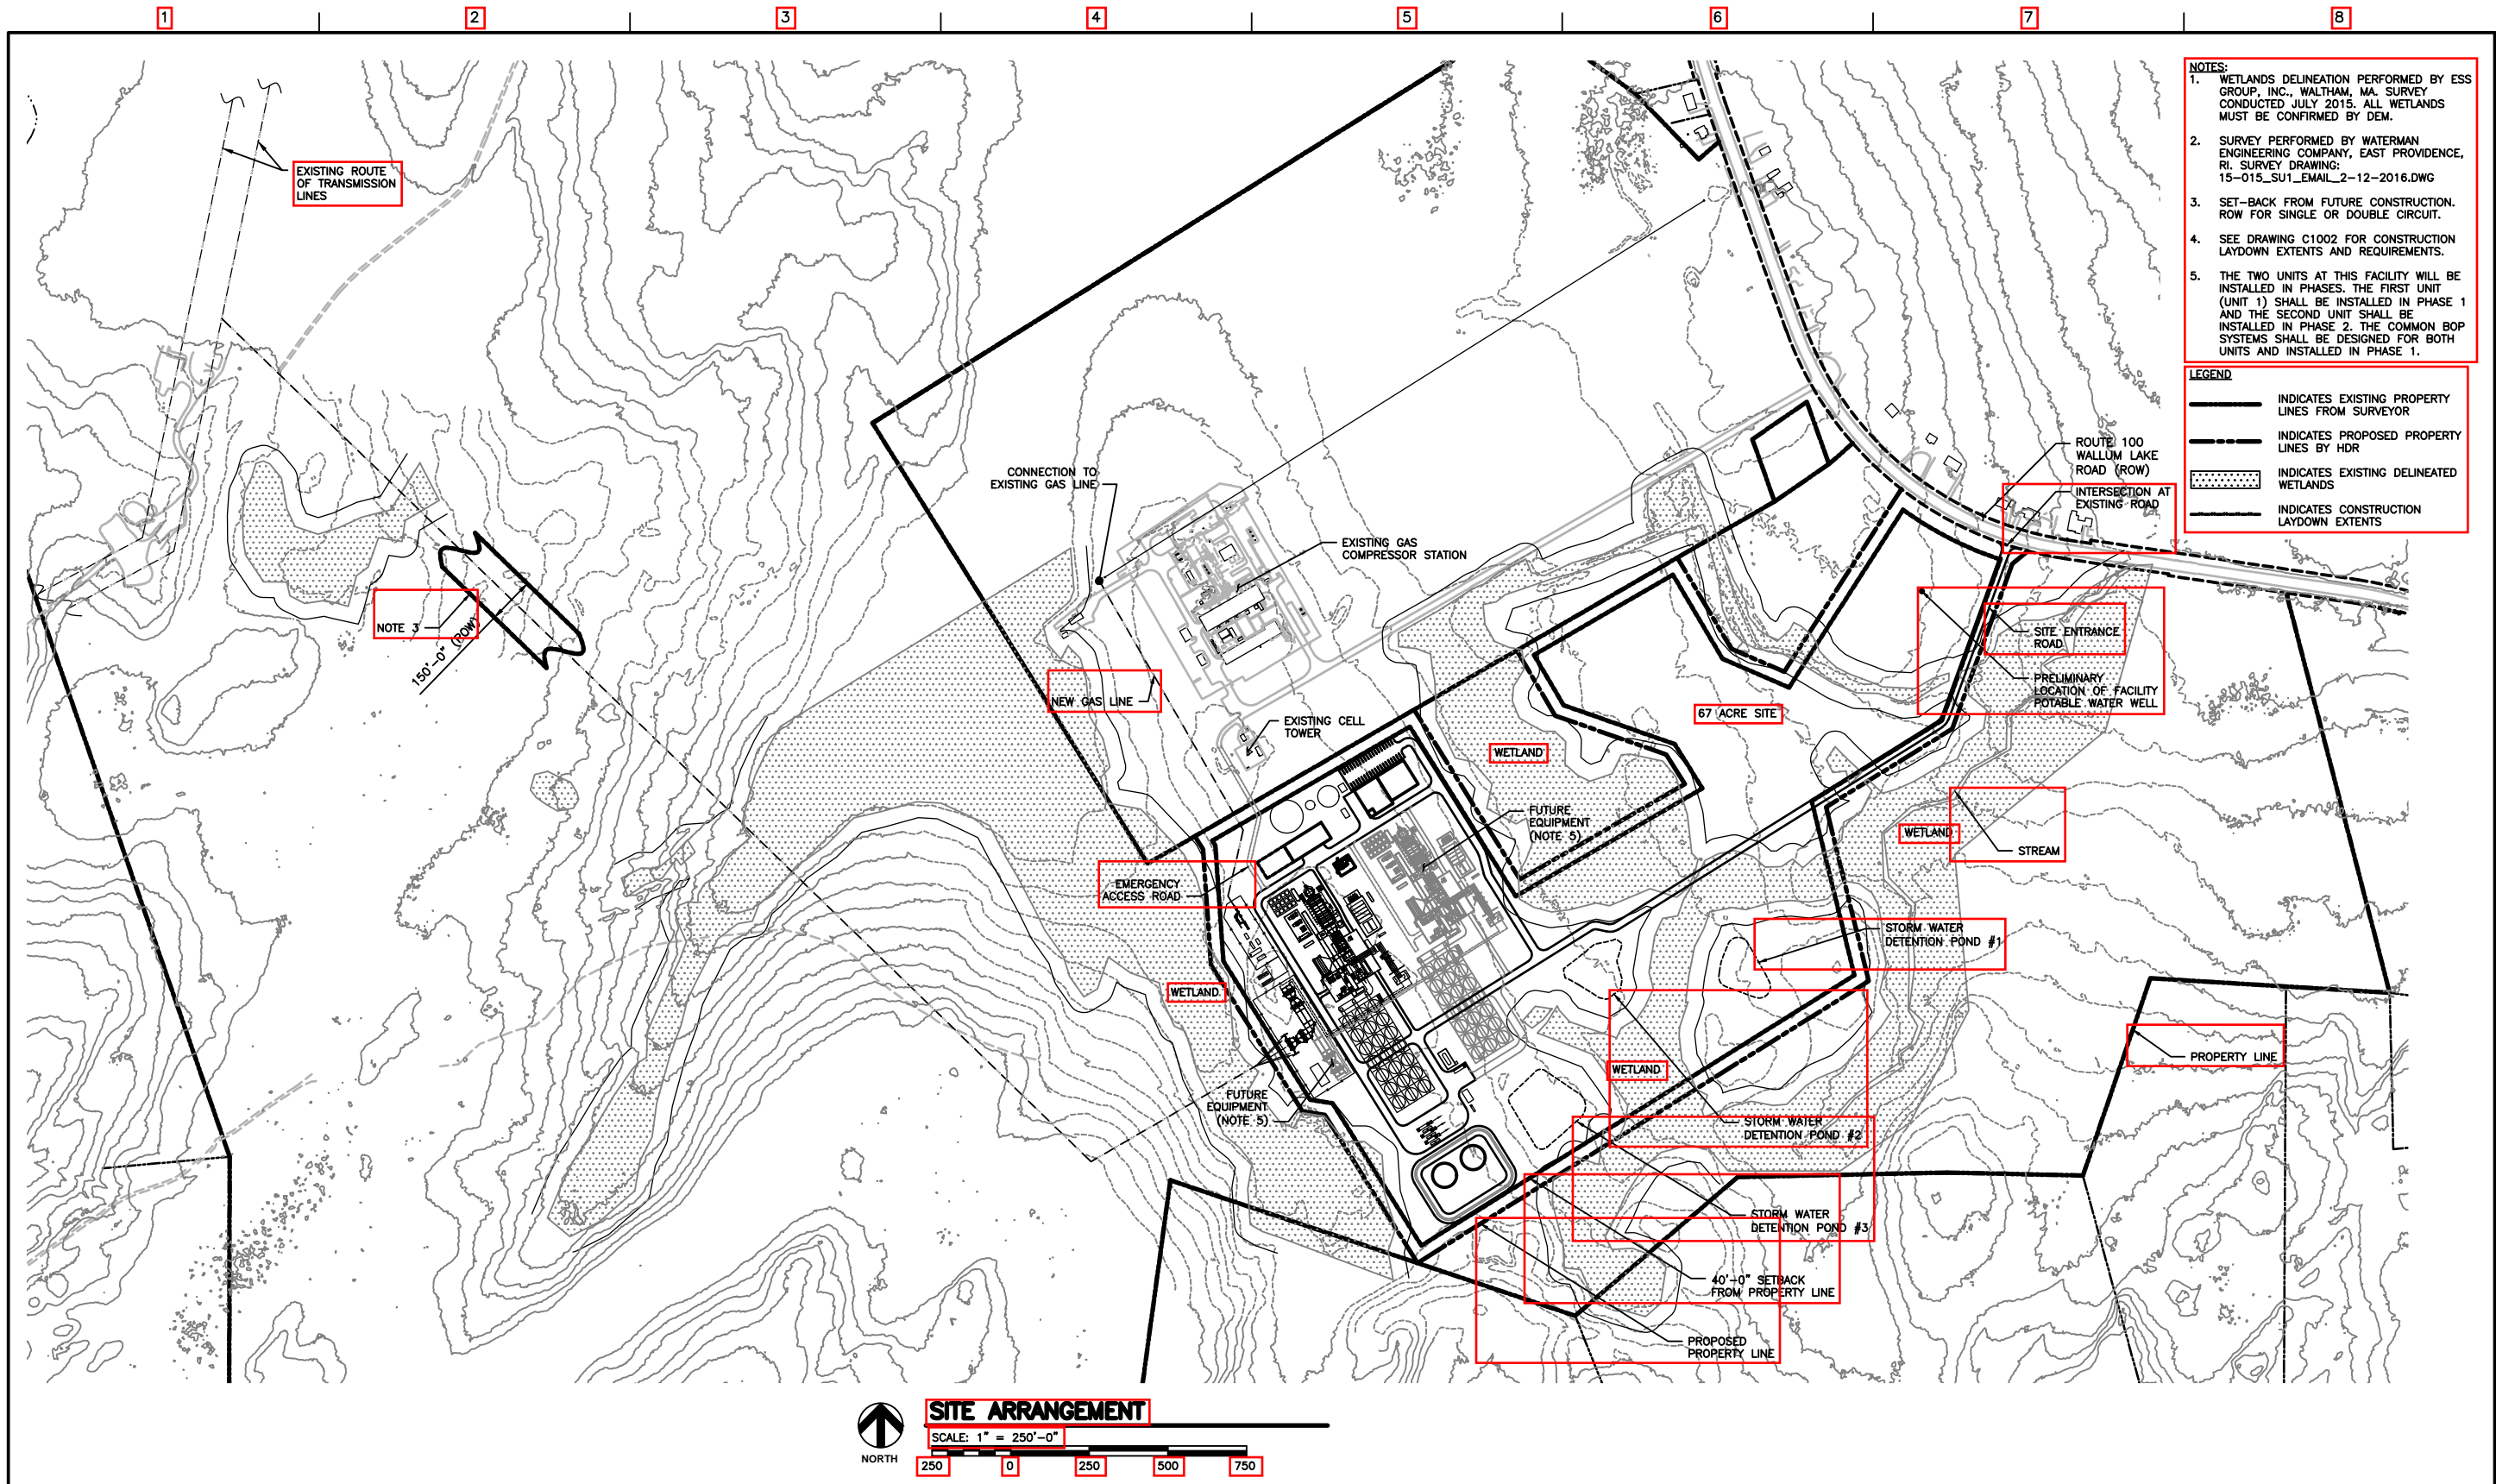 1
2
3
4
5
6
7
8
NOTES:
1. WETLANDS DELINEATION PERFORMED BY ESS
GROUP, INC., WALTHAM, MA. SURVEY
CONDUCTED JULY 2015. ALL WETLANDS
MUST BE CONFIRMED BY DEM.
2. SURVEY PERFORMED BY WATERMAN
ENGINEERING COMPANY, EAST PROVIDENCE,
RI. SURVEY DRAWING:
15-015_SU1_EMAIL_2-12-2016.DWG
3. SET-BACK FROM FUTURE CONSTRUCTION.
ROW FOR SINGLE OR DOUBLE CIRCUIT.
4. SEE DRAWING C1002 FOR CONSTRUCTION
LAYDOWN EXTENTS AND REQUIREMENTS.
5. THE TWO UNITS AT THIS FACILITY WILL BE
INSTALLED IN PHASES. THE FIRST UNIT
(UNIT 1) SHALL BE INSTALLED IN PHASE 1
AND THE SECOND UNIT SHALL BE
INSTALLED IN PHASE 2. THE COMMON BOP
SYSTEMS SHALL BE DESIGNED FOR BOTH
UNITS AND INSTALLED IN PHASE 1.
LEGEND
INDICATES EXISTING PROPERTY
LINES FROM SURVEYOR
INDICATES PROPOSED PROPERTY
LINES BY HDR
INDICATES EXISTING DELINEATED
WETLANDS
INDICATES CONSTRUCTION
LAYDOWN EXTENTS
EXISTING ROUTE
OF TRANSMISSION
LINES
ROUTE 100
WALLUM LAKE
ROAD (ROW)
INTERSECTION AT
EXISTING ROAD
CONNECTION TO
EXISTING GAS LINE
EXISTING GAS
COMPRESSOR STATION
NOTE 3
150'-0" (ROW)
SITE ENTRANCE
ROAD
PRELIMINARY
LOCATION OF FACILITY
POTABLE WATER WELL
NEW GAS LINE
67 ACRE SITE
EXISTING CELL
TOWER
WETLAND
FUTURE
EQUIPMENT
(NOTE 5)
WETLAND
STREAM
EMERGENCY
ACCESS ROAD
STORM WATER
DETENTION POND #1
WETLAND
PROPERTY LINE
WETLAND
FUTURE
EQUIPMENT
(NOTE 5)
STORM WATER
DETENTION POND #2
STORM WATER
DETENTION POND #3
40'-0" SETBACK
FROM PROPERTY LINE
PROPOSED
PROPERTY LINE
SITE ARRANGEMENT
SCALE: 1" = 250'-0"
NORTH
250
0
250
500
750